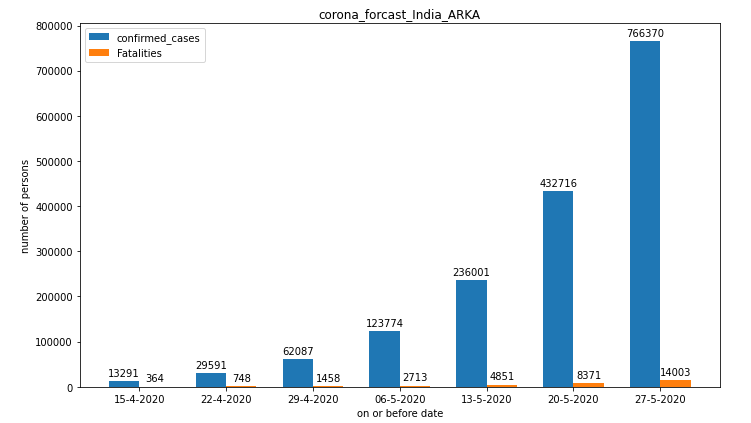 corona_forcast_India_ARKA
confirmed_cases
Fatalities
number of persons
800000
700000
600000
500000
400000
300000
200000
100000
0
13291 364
29591 748
62087 1458
123774 2713
236001 4851
432716 8371
766370 14003
15-4-2020 22-4-2020 29-4-2020 06-5-2020 13-5-2020 20-5-2020 27-5-2020
on or before date